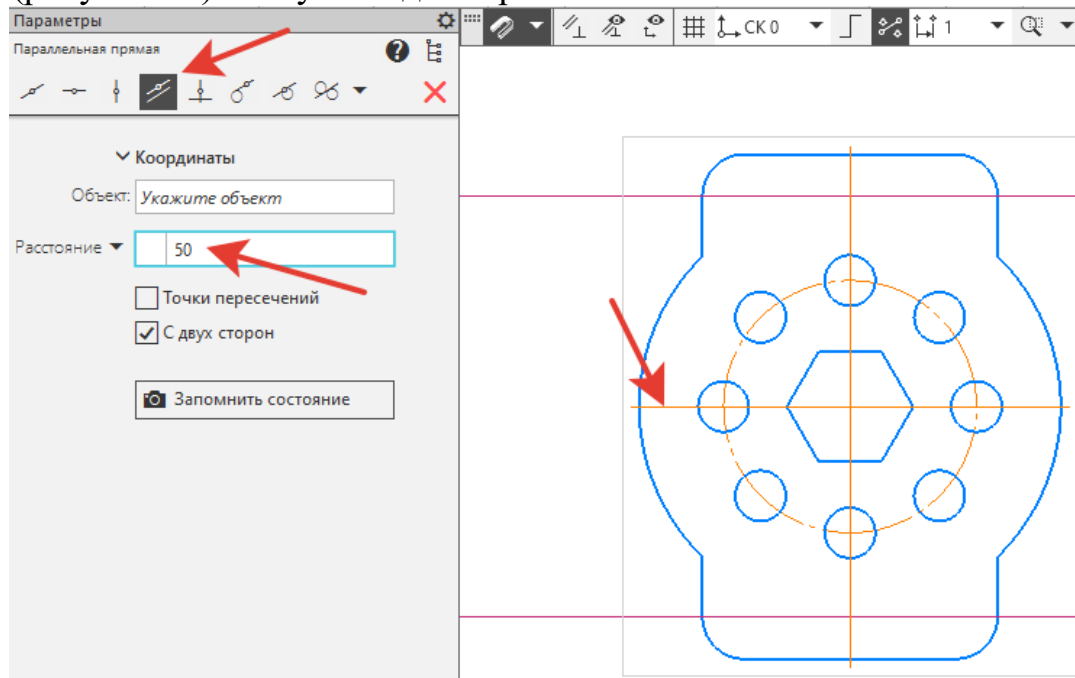 Параметры
Параллельная прямая
Координаты
Объект: Укажите объект
Расстояние 50
Точки пересечений
С двух сторон
Запомнить состояние
СК 0
1